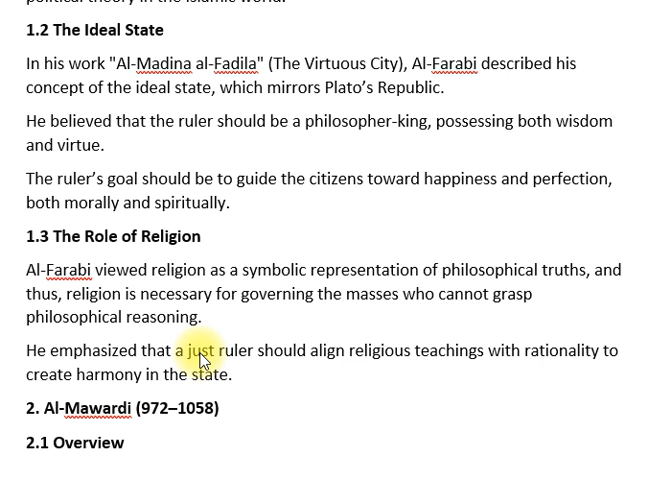 political theory in the Islamic world.
1.2 The Ideal State
In his work "Al-Madina al-Fadila" (The Virtuous City), Al-Farabi described his
concept of the ideal state, which mirrors Plato’s Republic.
He believed that the ruler should be a philosopher-king, possessing both wisdom
and virtue.
The ruler’s goal should be to guide the citizens toward happiness and perfection,
both morally and spiritually.
1.3 The Role of Religion
Al-Farabi viewed religion as a symbolic representation of philosophical truths, and
thus, religion is necessary for governing the masses who cannot grasp
philosophical reasoning.
He emphasized that a just ruler should align religious teachings with rationality to
create harmony in the state.
2. Al-Mawardi (972–1058)
2.1 Overview